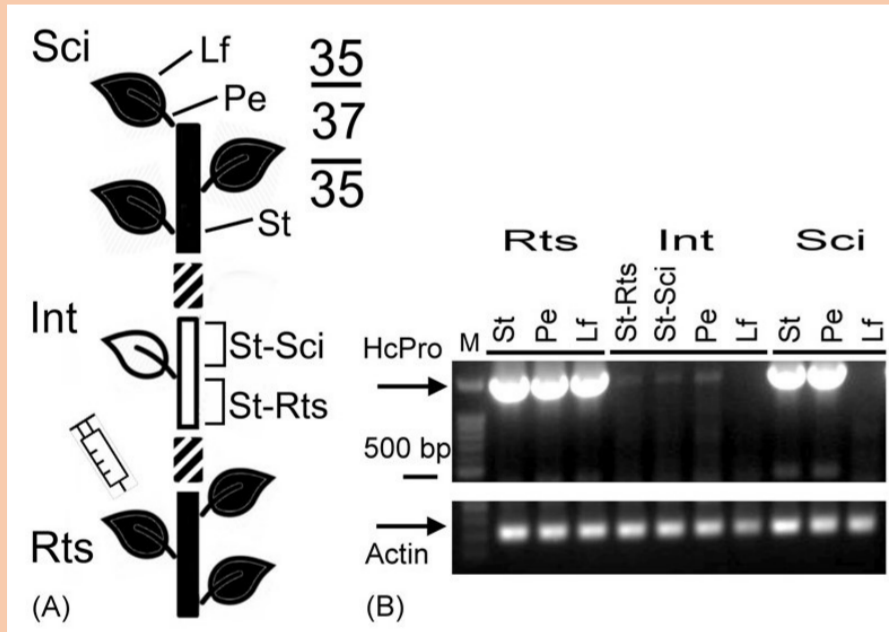 Sci
Lf
Pe
St
35
37
35
Int
St-Sci
St-Rts
Rts
(A)
Rts Int Sci
M St Pe Lf St-Rts St-Sci Pe Lf St Pe Lf
HcPro
500 bp
Actin
(B)